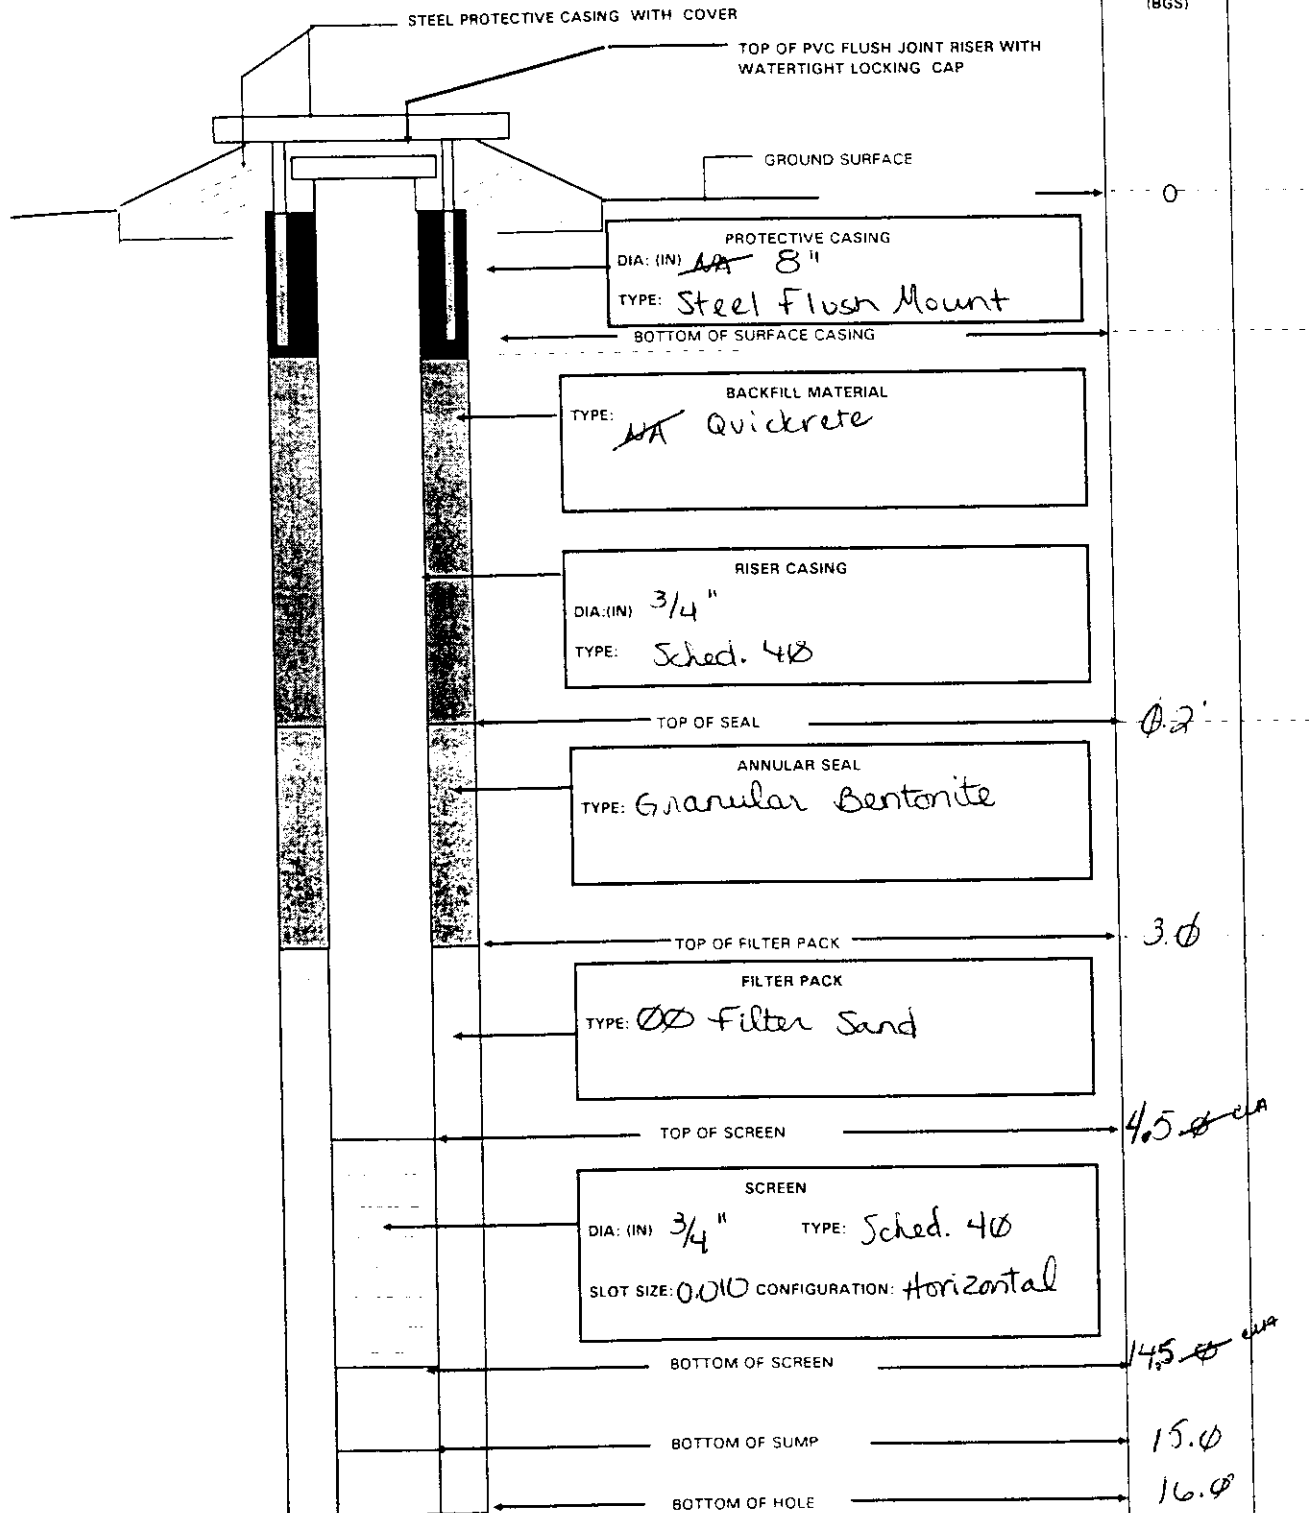 (BGS)
STEEL PROTECTIVE CASING WITH COVER
TOP OF PVC FLUSH JOINT RISER WITH
WATERTIGHT LOCKING CAP
GROUND SURFACE
0
PROTECTIVE CASING
DIA: (IN) NA 8"
TYPE: Steel Flush Mount
BOTTOM OF SURFACE CASING
BACKFILL MATERIAL
TYPE: NA Quickrete
RISER CASING
DIA:(IN) 3/4"
TYPE: Sched. 40
TOP OF SEAL 0.2'
ANNULAR SEAL
TYPE: Granular Bentonite
TOP OF FILTER PACK 3.0
FILTER PACK
TYPE: 00 Filter Sand
TOP OF SCREEN 4.5
SCREEN
DIA: (IN) 3/4" TYPE: Sched. 40
SLOT SIZE: 0.010 CONFIGURATION: Horizontal
BOTTOM OF SCREEN 14.5
BOTTOM OF SUMP 15.0
BOTTOM OF HOLE 16.0